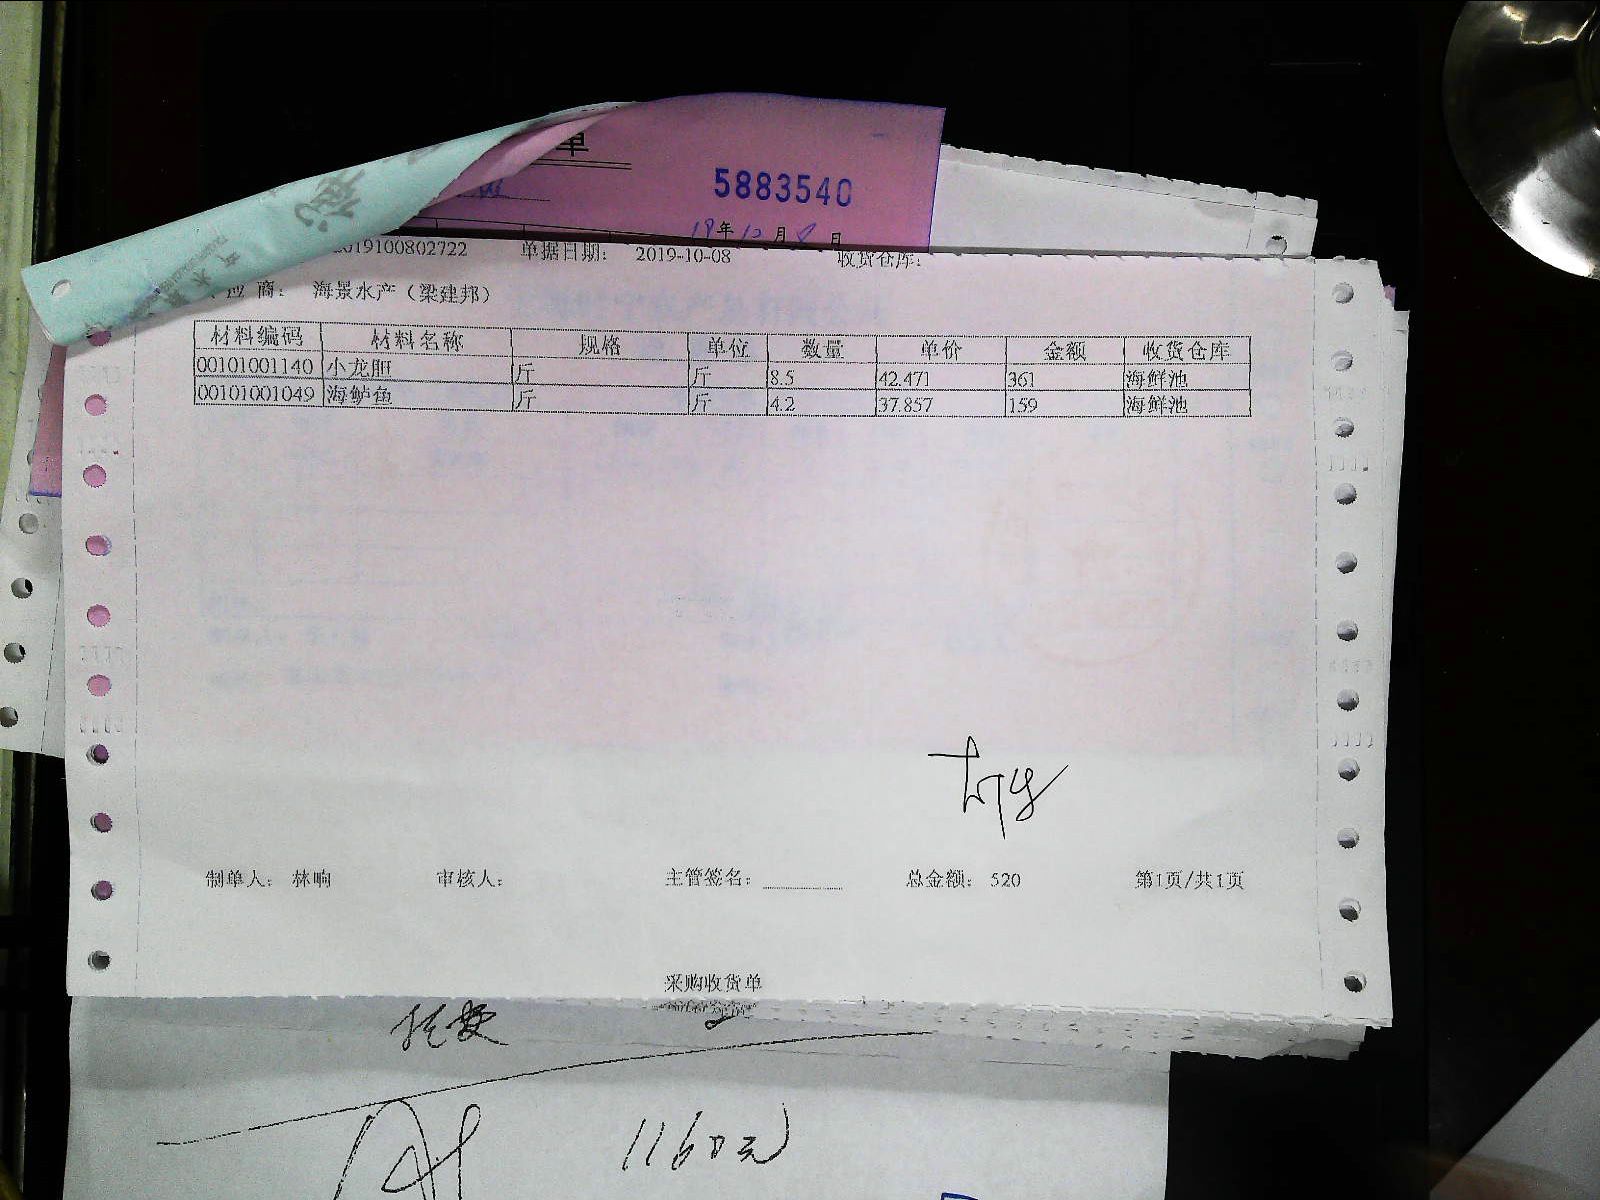 单
5883540
19年10月8日
2019100802722 单据日期: 2019-10-08 收货仓库:
应商: 海景水产(梁建邦)
材料编码 材料名称 规格 单位 数量 单价 金额 收货仓库
00101001140 小龙胆 斤 斤 8.5 42.471 361 海鲜池
00101001049 海鲈鱼 斤 斤 4.2 37.857 159 海鲜池
制单人: 林响 审核人: 主管签名: 总金额: 520 第1页/共1页
采购收货单
1160元